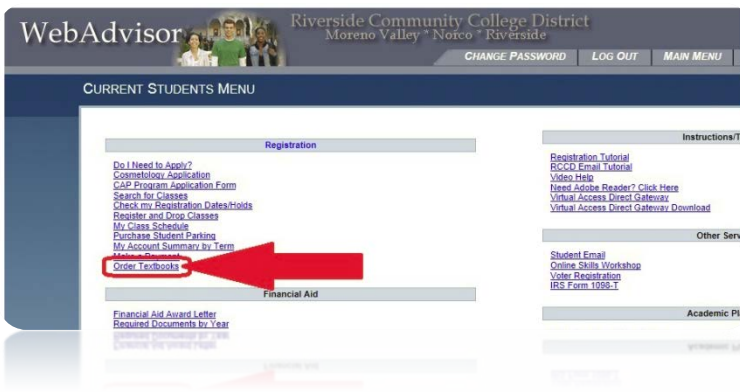 WebAdvisor
Riverside Community College District
Moreno Valley * Norco * Riverside
CHANGE PASSWORD LOG OUT MAIN MENU
CURRENT STUDENTS MENU
Registration
Do I Need to Apply?
Cosmetology Application
CAP Program Application Form
Search for Classes
Check my Registration Dates/Holds
Register and Drop Classes
My Class Schedule
Purchase Student Parking
My Account Summary by Term
Make a Payment
Order Textbooks
Financial Aid
Financial Aid Award Letter
Required Documents by Year
Instructions/T
Registration Tutorial
RCCD Email Tutorial
Video Help
Need Adobe Reader? Click Here
Virtual Access Direct Gateway
Virtual Access Direct Gateway Download
Other Serv
Student Email
Online Skills Workshop
Voter Registration
IRS Form 1098-T
Academic Pl